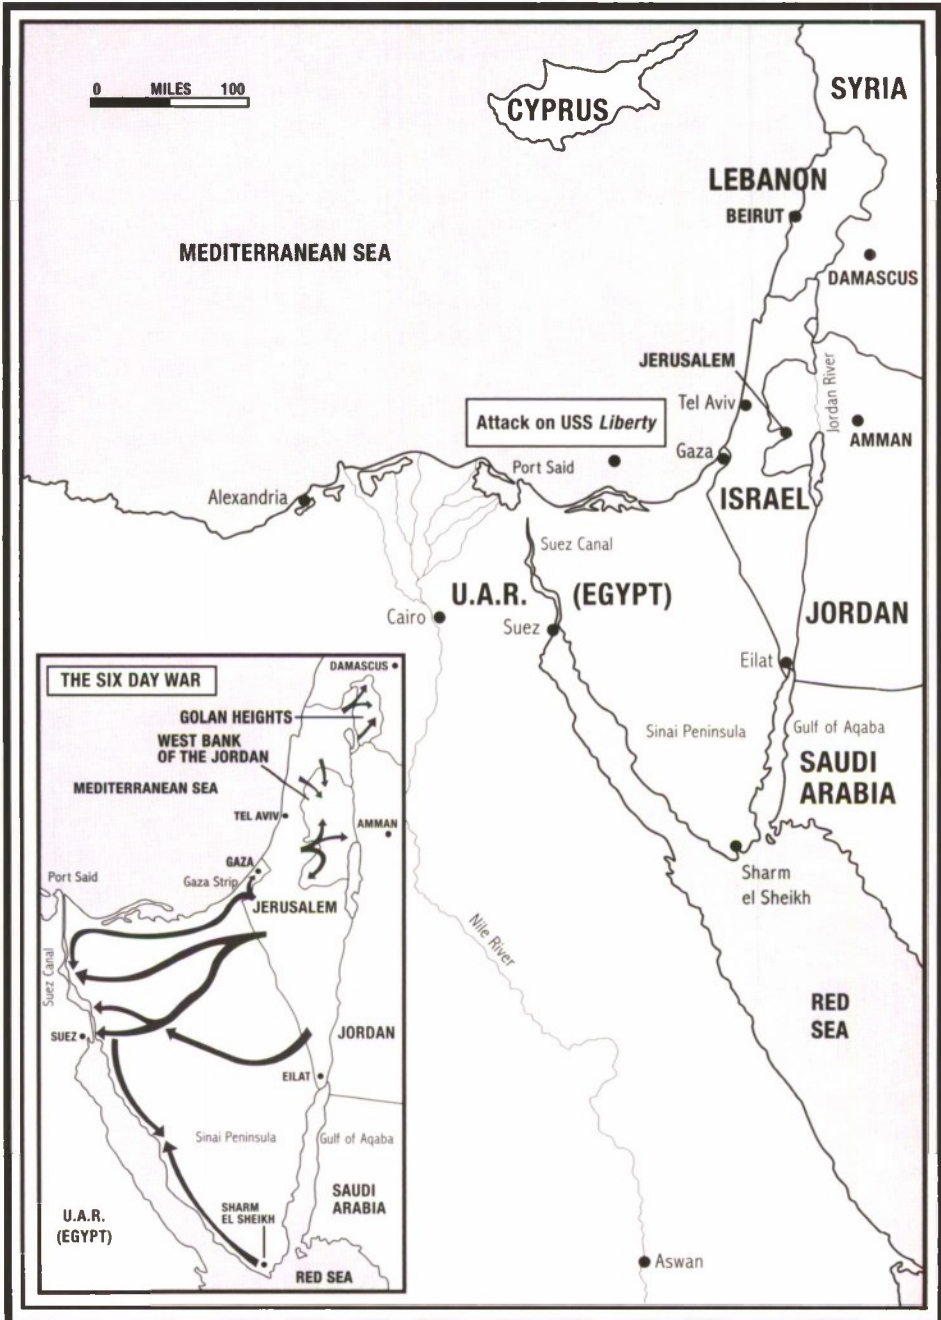 0 MILES 100
CYPRUS
SYRIA
LEBANON
BEIRUT
MEDITERRANEAN SEA
DAMASCUS
JERUSALEM
Jordan River
Tel Aviv
Attack on USS Liberty
AMMAN
Gaza
Port Said
Alexandria
ISRAEL
Suez Canal
U.A.R. (EGYPT)
Cairo
Suez
JORDAN
Eilat
Sinai Peninsula
Gulf of Aqaba
SAUDI
ARABIA
Sharm
el Sheikh
Nile River
RED
SEA
Aswan
THE SIX DAY WAR
DAMASCUS
GOLAN HEIGHTS
WEST BANK
OF THE JORDAN
MEDITERRANEAN SEA
TEL AVIV
AMMAN
GAZA
Port Said
Gaza Strip
JERUSALEM
Suez Canal
SUEZ
JORDAN
EILAT
Sinai Peninsula
Gulf of Aqaba
SAUDI
ARABIA
SHARM
EL SHEIKH
U.A.R.
(EGYPT)
RED SEA